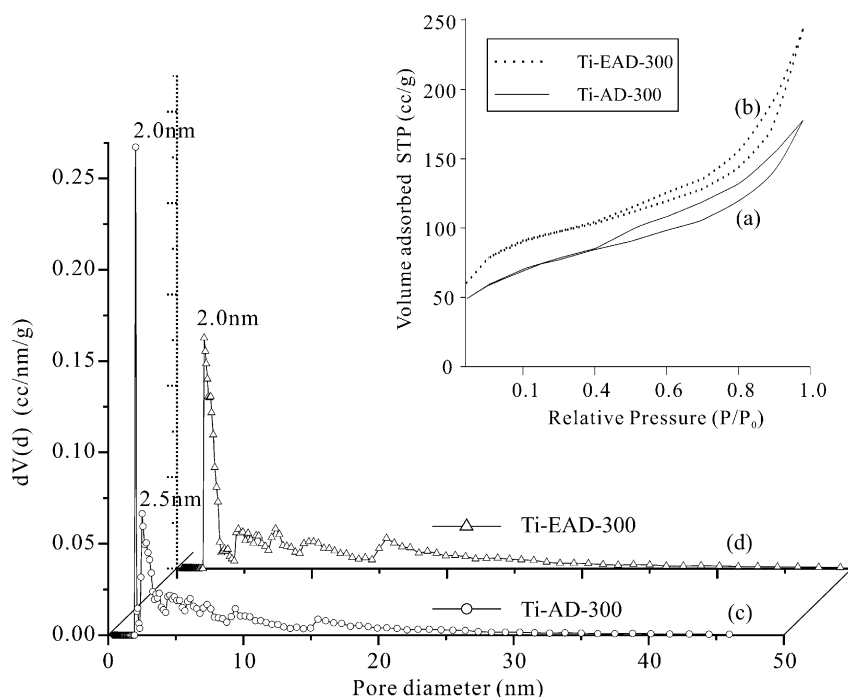 Ti-EAD-300
Ti-AD-300
(b)
(a)
250
200
150
100
50
0
Volume adsorbed STP (cc/g)
0.1
0.4
0.6
0.8
1.0
Relative Pressure (P/P₀)
2.0nm
2.0nm
2.5nm
0.25
0.20
0.15
0.10
0.05
0.00
dV(d) (cc/nm/g)
Ti-EAD-300
(d)
Ti-AD-300
(c)
0
10
20
30
40
50
Pore diameter (nm)